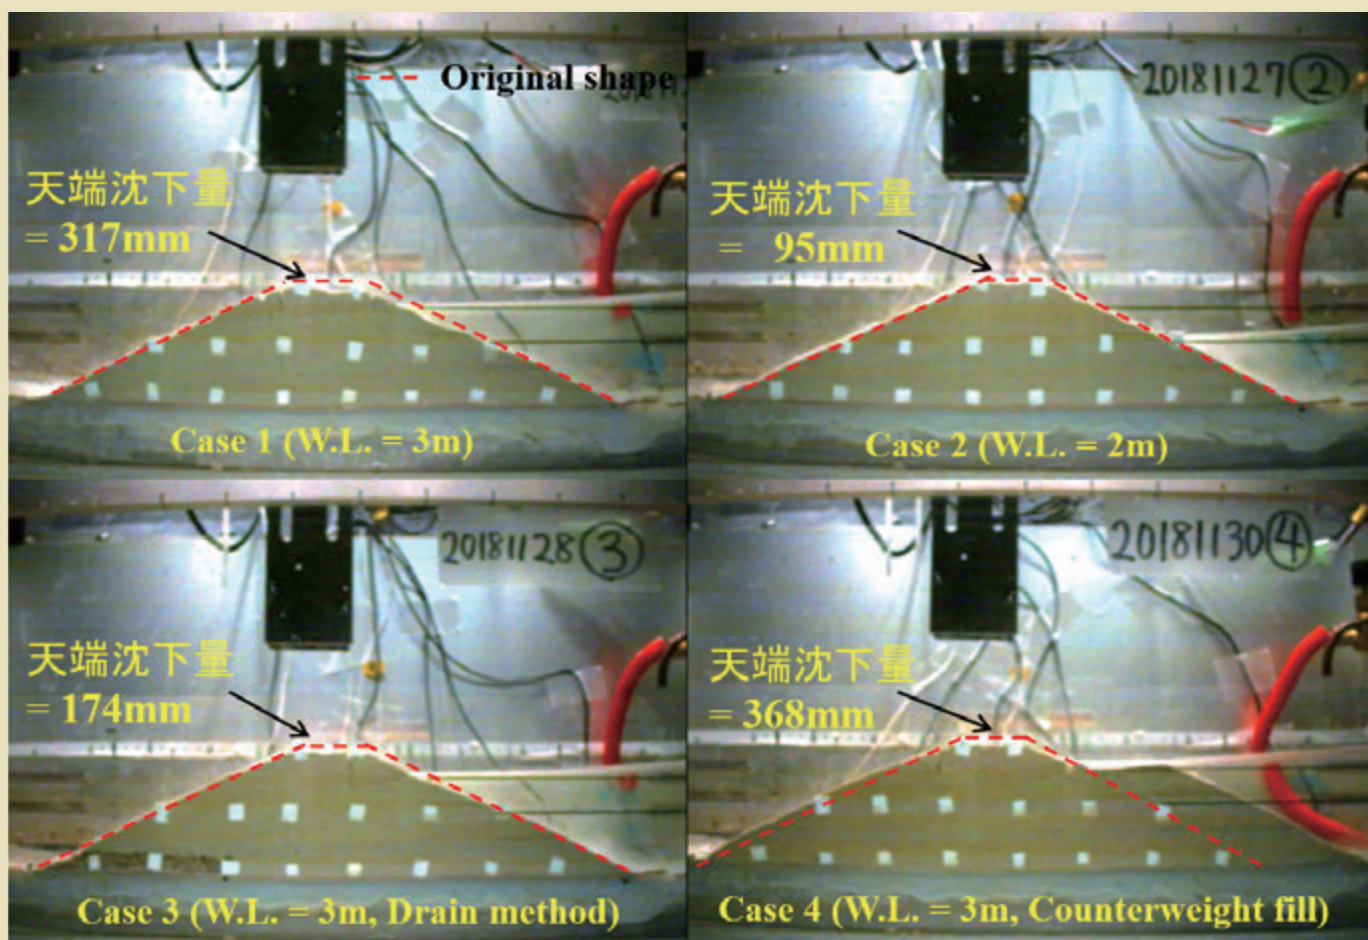 Original shape
天端沈下量
= 317mm
Case 1 (W.L. = 3m)
20181127②
天端沈下量
= 95mm
Case 2 (W.L. = 2m)
20181128③
天端沈下量
= 174mm
Case 3 (W.L. = 3m, Drain method)
20181130④
天端沈下量
= 368mm
Case 4 (W.L. = 3m, Counterweight fill)